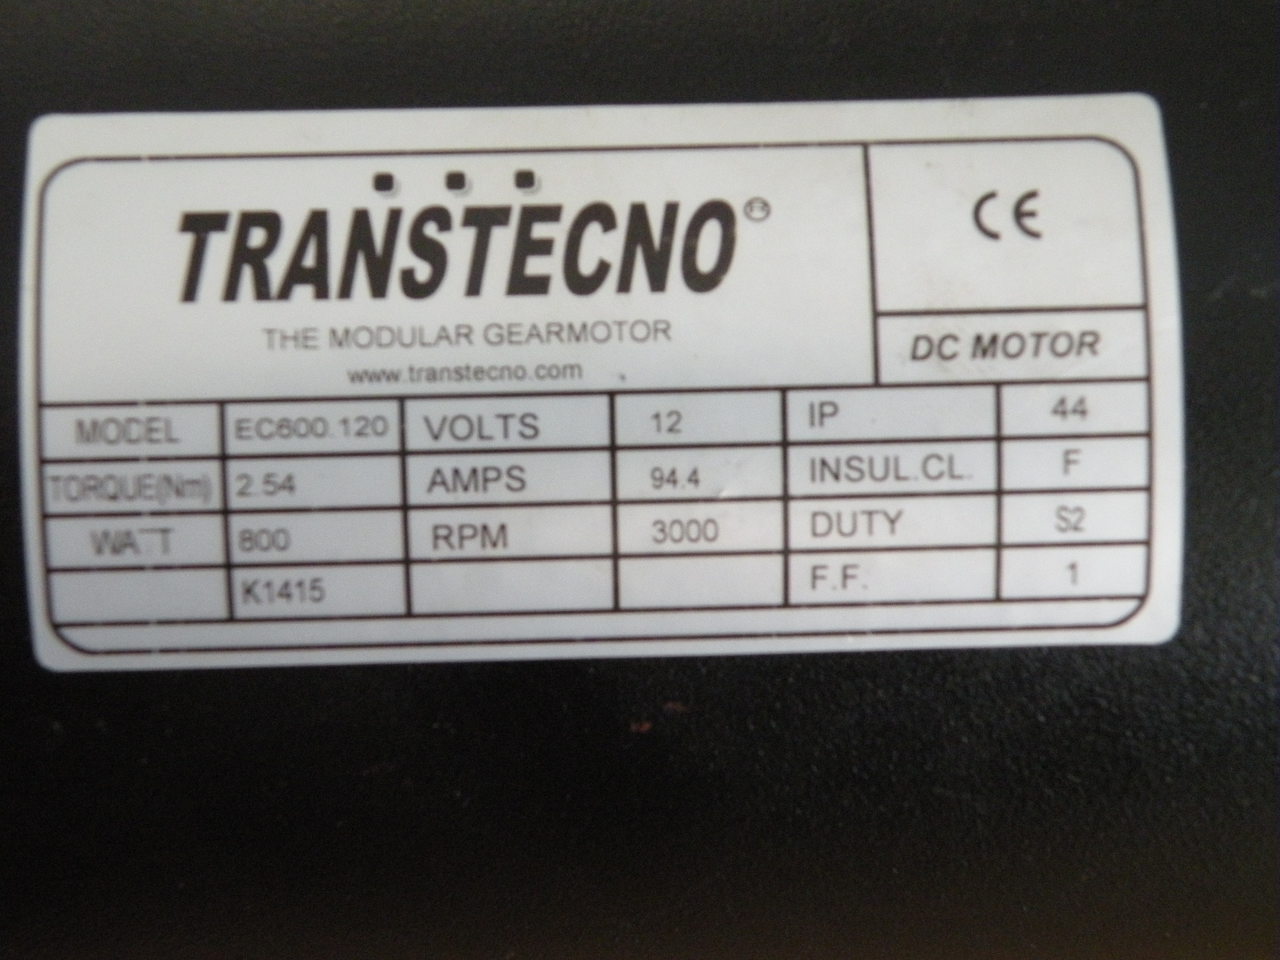 TRANSTECNO®
CE
THE MODULAR GEARMOTOR
www.transtecno.com
DC MOTOR
MODEL EC600.120 VOLTS 12 IP 44
TORQUE(Nm) 2.54 AMPS 94.4 INSUL.CL. F
WATT 800 RPM 3000 DUTY S2
K1415 F.F. 1